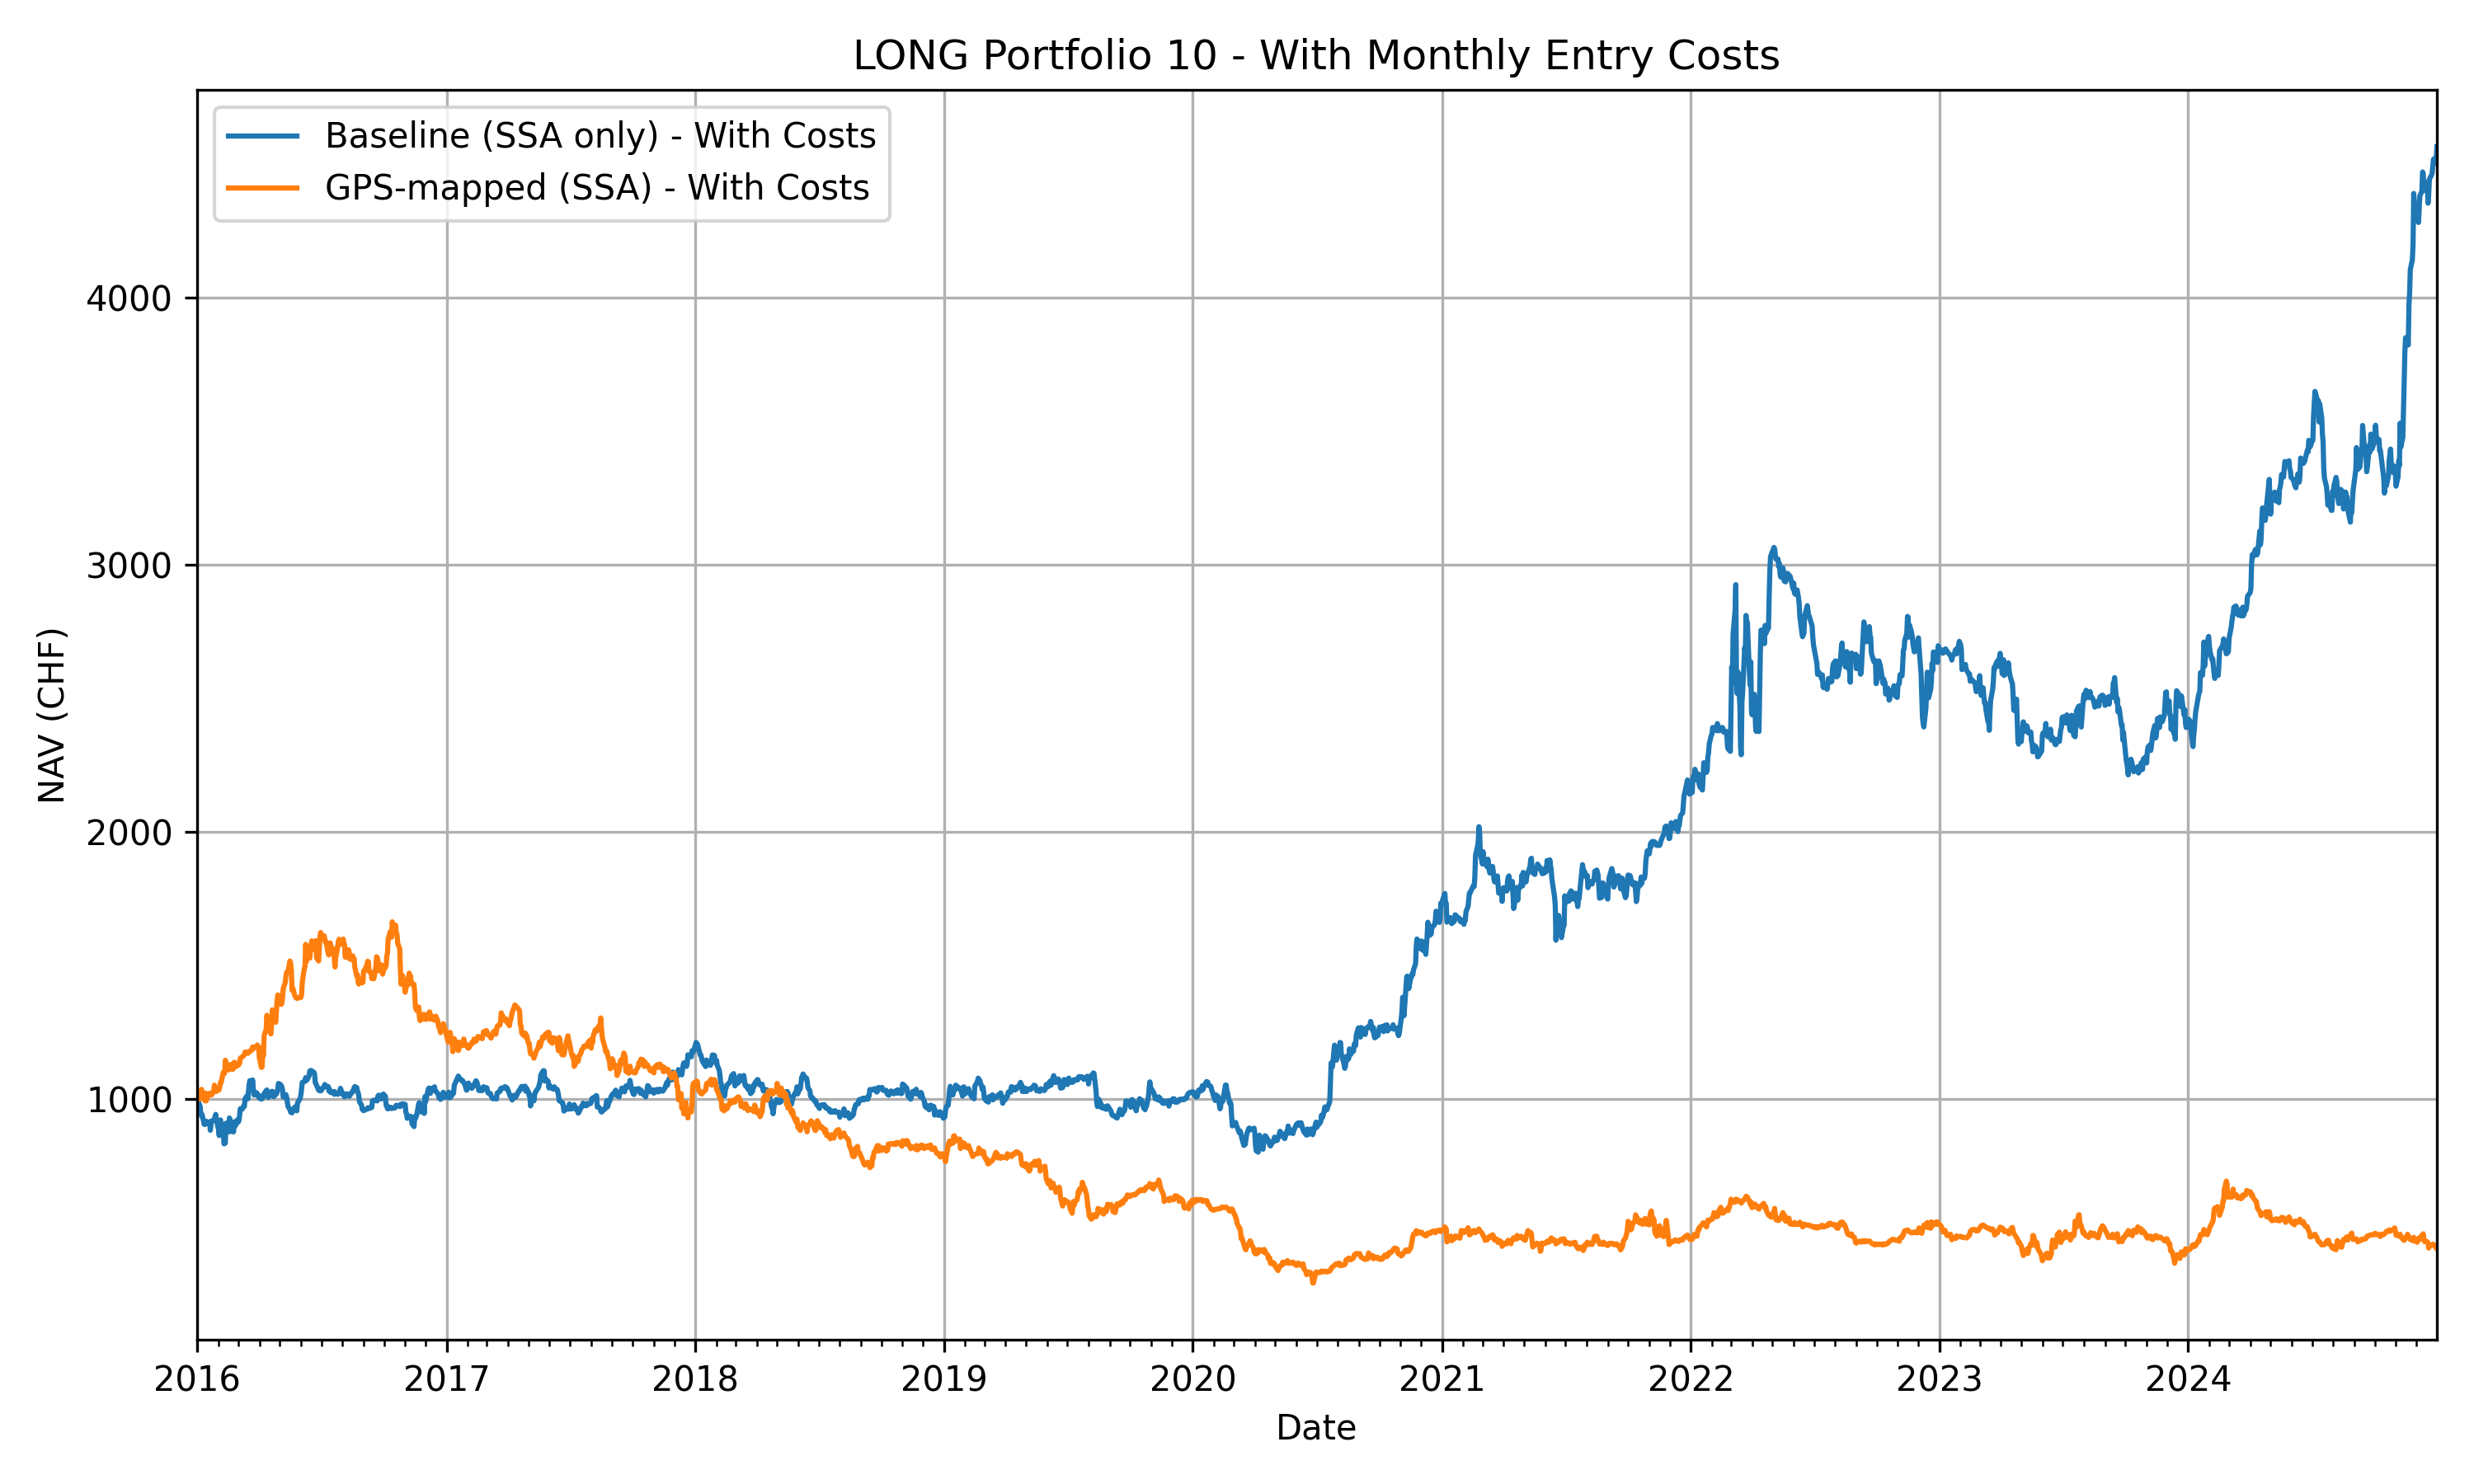 LONG Portfolio 10 - With Monthly Entry Costs
Baseline (SSA only) - With Costs
GPS-mapped (SSA) - With Costs
4000
3000
2000
1000
NAV (CHF)
2016 2017 2018 2019 2020 2021 2022 2023 2024
Date